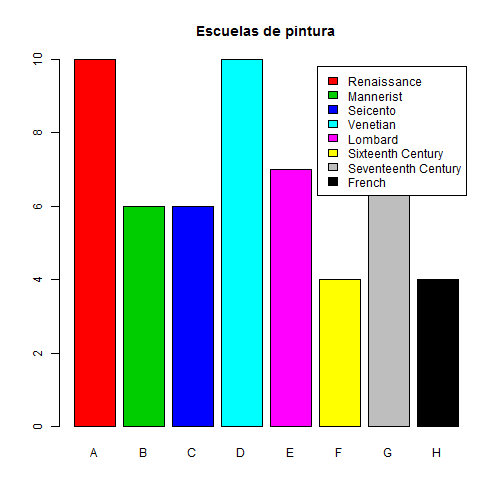 Escuelas de pintura
10
8
6
4
2
0
Renaissance
Mannerist
Seicento
Venetian
Lombard
Sixteenth Century
Seventeenth Century
French
A B C D E F G H